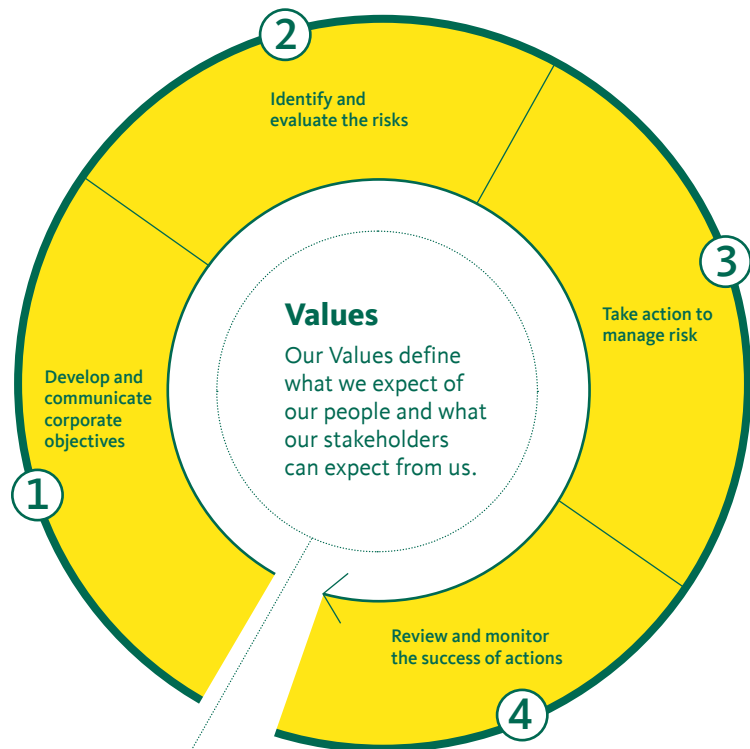 2
Identify and
evaluate the risks
3
Values
Our Values define
what we expect of
our people and what
our stakeholders
can expect from us.
Take action to
manage risk
Develop and
communicate
corporate
objectives
1
Review and monitor
the success of actions
4